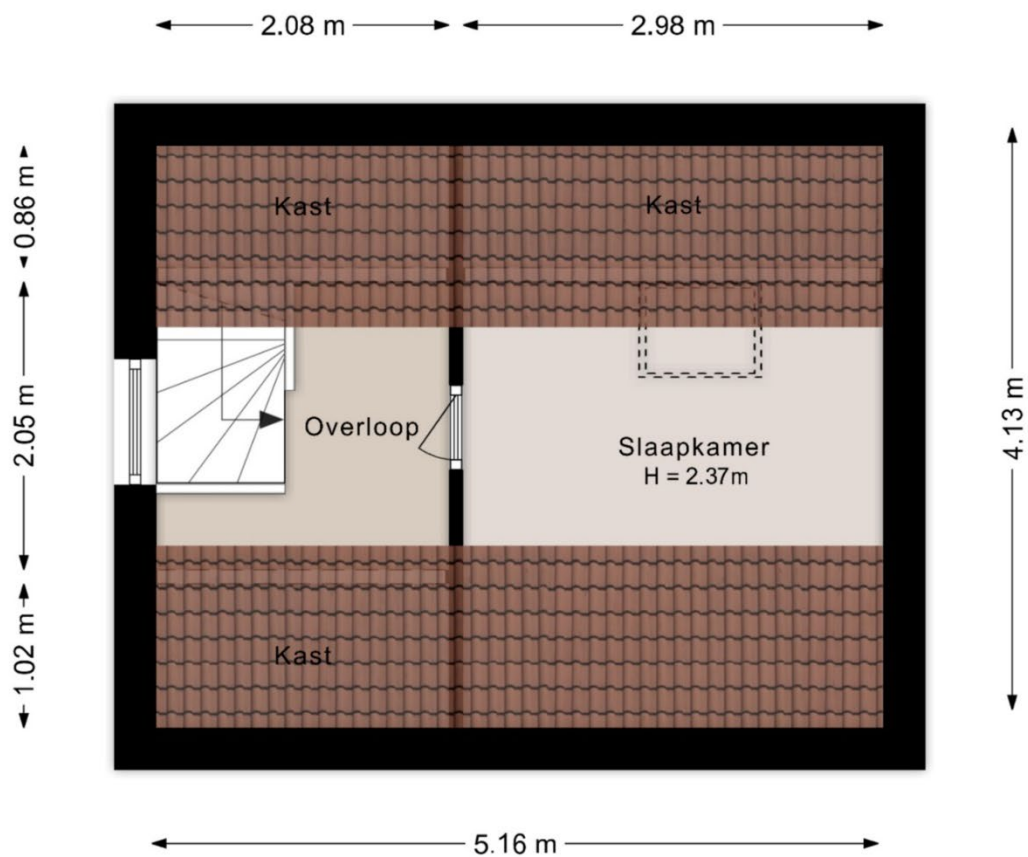 2.08 m
2.98 m
0.86 m
Kast
Kast
2.05 m
4.13 m
Overloop
Slaapkamer
H = 2.37m
1.02 m
Kast
5.16 m